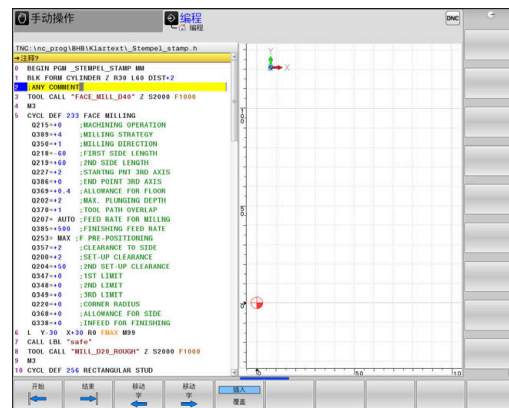 手动操作
编程
编程
DNC
TNC:\nc_prog\BHB\Klartext\_Stempel_stamp.h
→注释?
0 BEGIN PGM _STEMPEL_STAMP MM
1 BLK FORM CYLINDER Z R30 L60 DIST+2
2 ;ANY COMMENT
3 TOOL CALL "FACE_MILL_D40" Z S2000 F1000
4 M3
5 CYCL DEF 233 FACE MILLING
Q215=+0 ;MACHINING OPERATION
Q389=+4 ;MILLING STRATEGY
Q350=+1 ;MILLING DIRECTION
Q218=-60 ;FIRST SIDE LENGTH
Q219=+60 ;2ND SIDE LENGTH
Q227=+2 ;STARTNG PNT 3RD AXIS
Q386=+0 ;END POINT 3RD AXIS
Q369=+0.4 ;ALLOWANCE FOR FLOOR
Q202=+2 ;MAX. PLUNGING DEPTH
Q370=+1 ;TOOL PATH OVERLAP
Q207= AUTO ;FEED RATE FOR MILLNG
Q385=+500 ;FINISHING FEED RATE
Q253= MAX ;F PRE-POSITIONING
Q357=+2 ;CLEARANCE TO SIDE
Q200=+2 ;SET-UP CLEARANCE
Q204=+50 ;2ND SET-UP CLEARANCE
Q347=+0 ;1ST LIMIT
Q348=+0 ;2ND LIMIT
Q349=+0 ;3RD LIMIT
Q220=+0 ;CORNER RADIUS
Q368=+0 ;ALLOWANCE FOR SIDE
Q338=+0 ;INFEED FOR FINISHING
6 L Y-30 X+30 R0 FMAX M99
7 CALL LBL "safe"
8 TOOL CALL "MILL_D20_ROUGH" Z S2000 F1000
9 M3
10 CYCL DEF 256 RECTANGULAR STUD
Y
X
100
50
0
0
50
10
开始
结束
移动字
移动字
插入
覆盖